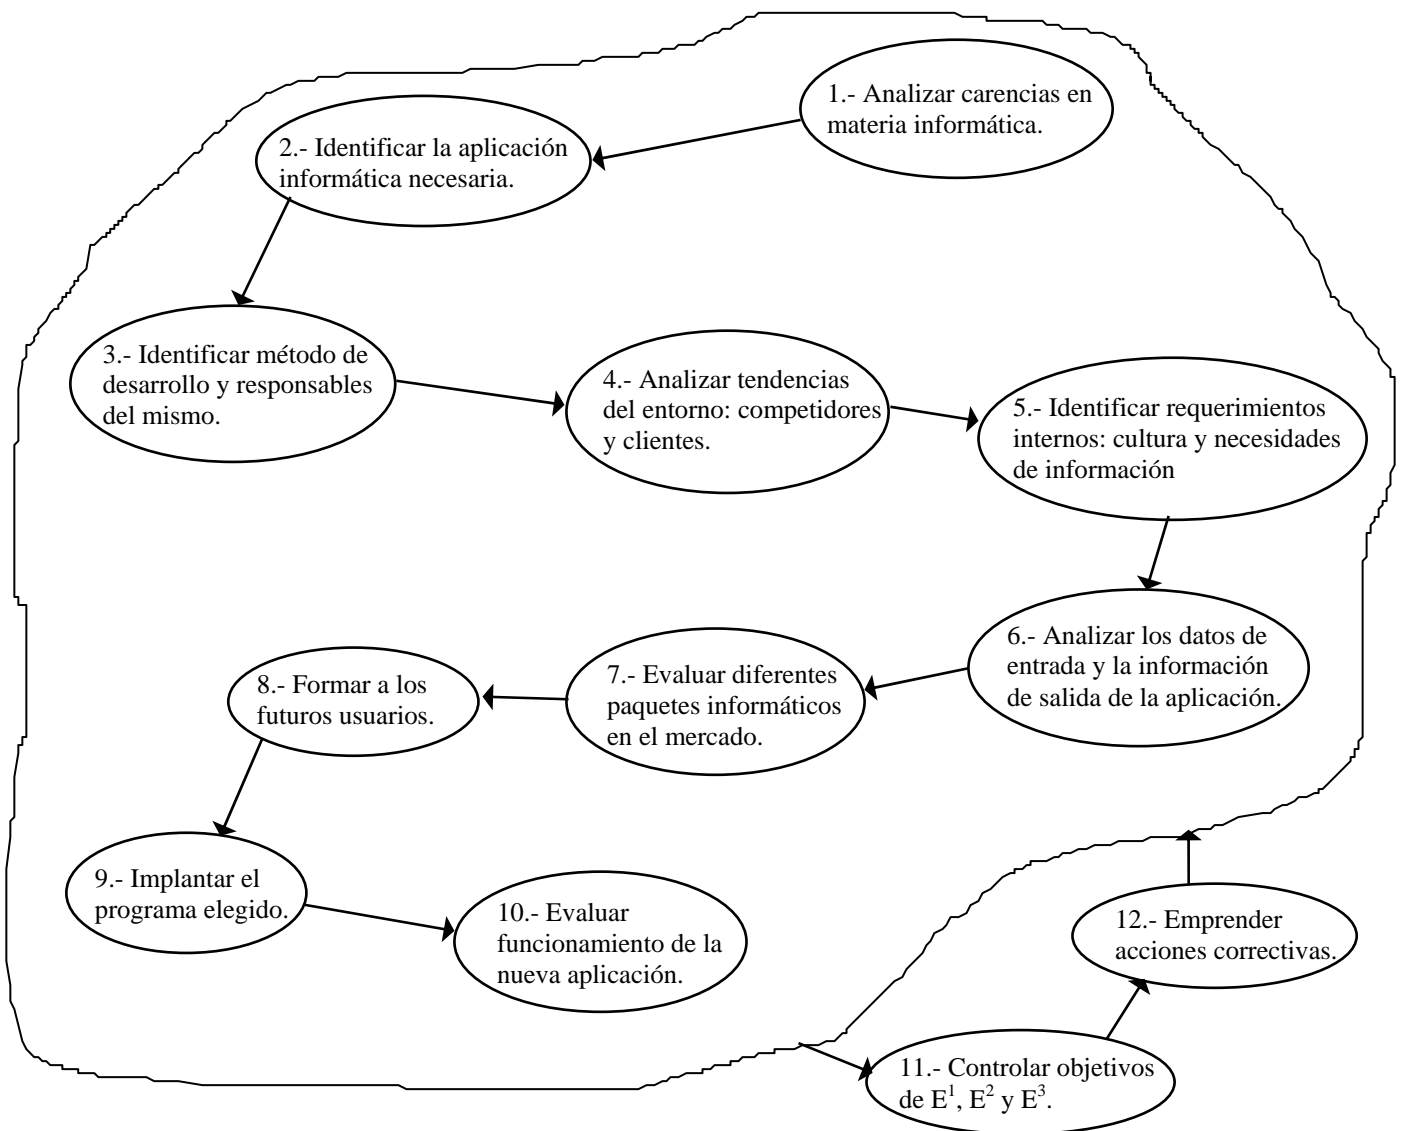 1.- Analizar carencias en
materia informática.
2.- Identificar la aplicación
informática necesaria.
3.- Identificar método de
desarrollo y responsables
del mismo.
4.- Analizar tendencias
del entorno: competidores
y clientes.
5.- Identificar requerimientos
internos: cultura y necesidades
de información
6.- Analizar los datos de
entrada y la información
de salida de la aplicación.
7.- Evaluar diferentes
paquetes informáticos
en el mercado.
8.- Formar a los
futuros usuarios.
9.- Implantar el
programa elegido.
10.- Evaluar
funcionamiento de la
nueva aplicación.
11.- Controlar objetivos
de E¹, E² y E³.
12.- Emprender
acciones correctivas.